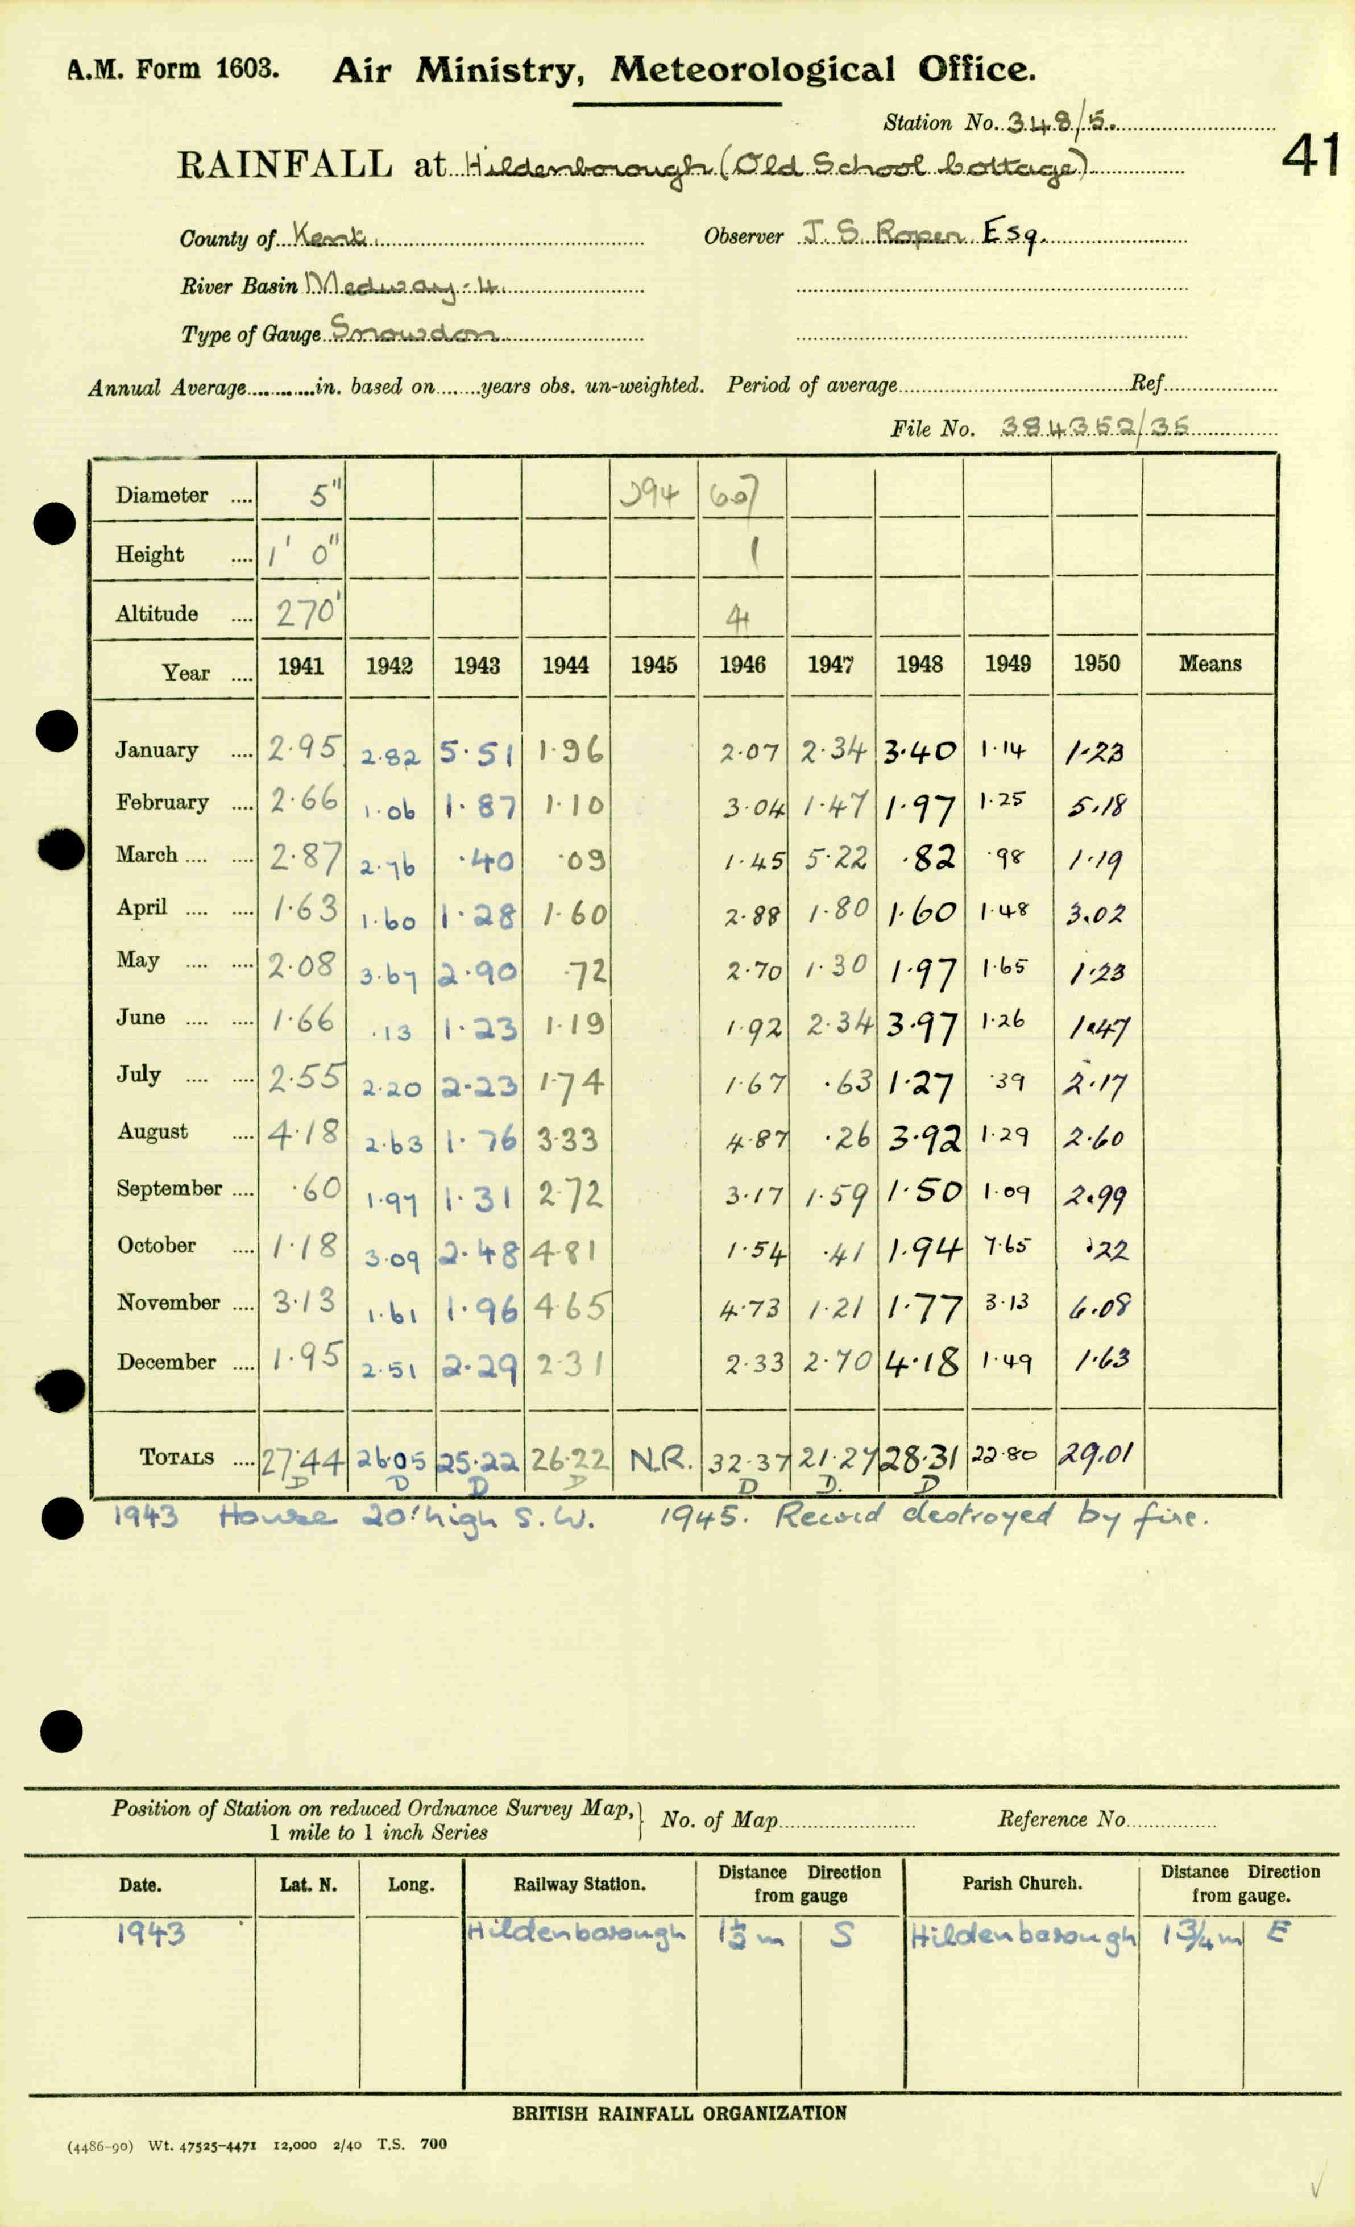 A.M. Form 1603. Air Ministry, Meteorological Office.
Station No. 348/5.
41
RAINFALL at Hildenborough (Old School Cottage)
County of Kent. Observer J. S. Roper Esq.
River Basin Medway - 4.
Type of Gauge Snowdon
Annual Average............in. based on.......years obs. un-weighted. Period of average..........Ref..........
File No. 384352/35
Diameter .... 5" 394 607
Height .... 1' 0" 1
Altitude .... 270' 4
Year .... 1941 1942 1943 1944 1945 1946 1947 1948 1949 1950 Means
January .... 2.95 2.82 5.51 1.96 2.07 2.34 3.40 1.14 1.23
February .... 2.66 1.06 1.87 1.10 3.04 1.47 1.97 1.25 5.18
March .... .... 2.87 2.76 .40 .09 1.45 5.22 .82 .98 1.19
April .... .... 1.63 1.60 1.28 1.60 2.88 1.80 1.60 1.48 3.02
May .... .... 2.08 3.67 2.90 .72 2.70 1.30 1.97 1.65 1.23
June .... .... 1.66 .13 1.23 1.19 1.92 2.34 3.97 1.26 1.47
July .... .... 2.55 2.20 2.23 1.74 1.67 .63 1.27 .39 2.17
August .... 4.18 2.63 1.76 3.33 4.87 .26 3.92 1.29 2.60
September .... .60 1.97 1.31 2.72 3.17 1.59 1.50 1.09 2.99
October .... 1.18 3.09 2.48 4.81 1.54 .41 1.94 7.65 .22
November .... 3.13 1.61 1.96 4.65 4.73 1.21 1.77 3.13 6.08
December .... 1.95 2.51 2.29 2.31 2.33 2.70 4.18 1.49 1.63
TOTALS .... 27.44 26.05 25.22 26.22 N.R. 32.37 21.27 28.31 22.80 29.01
D D D D D D. D
1943 House 20' high S.W. 1945. Record destroyed by fire.
Position of Station on reduced Ordnance Survey Map,} No. of Map.......... Reference No..........
1 mile to 1 inch Series
Date. Lat. N. Long. Railway Station. Distance Direction from gauge Parish Church. Distance Direction from gauge.
1943 Hildenborough 1½ m S Hildenborough 1¾ m E
BRITISH RAINFALL ORGANIZATION
(4486-90) Wt. 47525-4471 12,000 2/40 T.S. 700